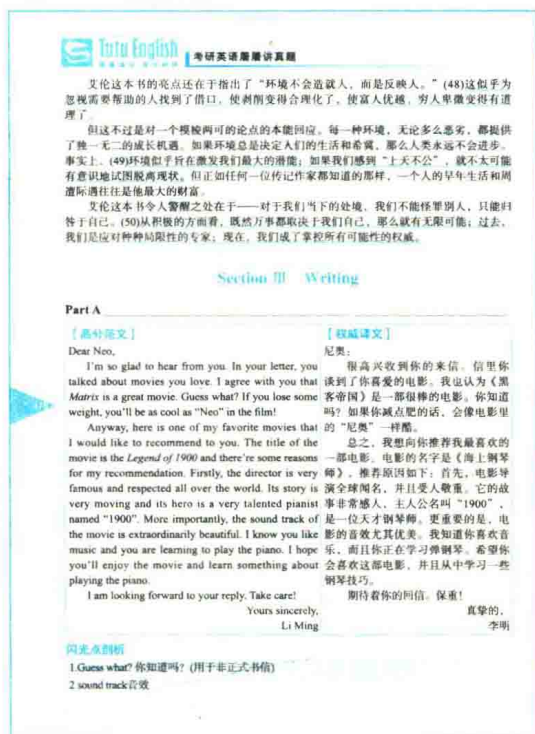 Tutu English 考研英语屠屠讲真题
艾伦这本书的亮点还在于指出了“环境不会造就人，而是反映人。”(48)这似乎为
忽视需要帮助的人找到了借口，使剥削变得合理化了，使富人优越，穷人卑微变得有道
理了。
但这不过是对一个模棱两可的论点的本能回应。每一种环境，无论多么恶劣，都提供
了独一无二的成长机遇。如果环境总是决定人们的生活和希冀，那么人类永远不会进步。
事实上，(49)环境似乎旨在激发我们最大的潜能；如果我们感到“上天不公”，就不太可能
有意识地试图脱离现状。但正如任何一位传记作家都知道的那样，一个人的早年生活和周
遭际遇往往是他最大的财富。
艾伦这本书令人警醒之处在于——对于我们当下的处境，我们不能怪罪别人，只能归
咎于自己。(50)从积极的方面看，既然万事都取决于我们自己，那么就有无限可能；过去，
我们是应对种种局限性的专家；现在，我们成了掌控所有可能性的权威。
Section III Writing
Part A
[高分范文]
Dear Neo,
I'm so glad to hear from you. In your letter, you
talked about movies you love. I agree with you that
Matrix is a great movie. Guess what? If you lose some
weight, you'll be as cool as “Neo” in the film!
Anyway, here is one of my favorite movies that
I would like to recommend to you. The title of the
movie is the Legend of 1900 and there're some reasons
for my recommendation. Firstly, the director is very
famous and respected all over the world. Its story is
very moving and its hero is a very talented pianist
named “1900”. More importantly, the sound track of
the movie is extraordinarily beautiful. I know you like
music and you are learning to play the piano. I hope
you'll enjoy the movie and learn something about
playing the piano.
I am looking forward to your reply. Take care!
Yours sincerely,
Li Ming
[权威译文]
尼奥：
很高兴收到你的来信。信里你
谈到了你喜爱的电影。我也认为《黑
客帝国》是一部很棒的电影。你知道
吗？如果你减点肥的话，会像电影里
的“尼奥”一样酷。
总之，我想向你推荐我最喜欢的
一部电影。电影的名字是《海上钢琴
师》，推荐原因如下：首先，电影导
演全球闻名，并且受人敬重。它的故
事非常感人，主人公名叫“1900”，
是一位天才钢琴师。更重要的是，电
影的音效尤其优美。我知道你喜欢音
乐，而且你正在学习弹钢琴。希望你
会喜欢这部电影，并且从中学习一些
钢琴技巧。
期待着你的回信。保重！
真挚的，
李明
闪光点剖析
1.Guess what? 你知道吗？(用于非正式书信)
2 sound track 音效